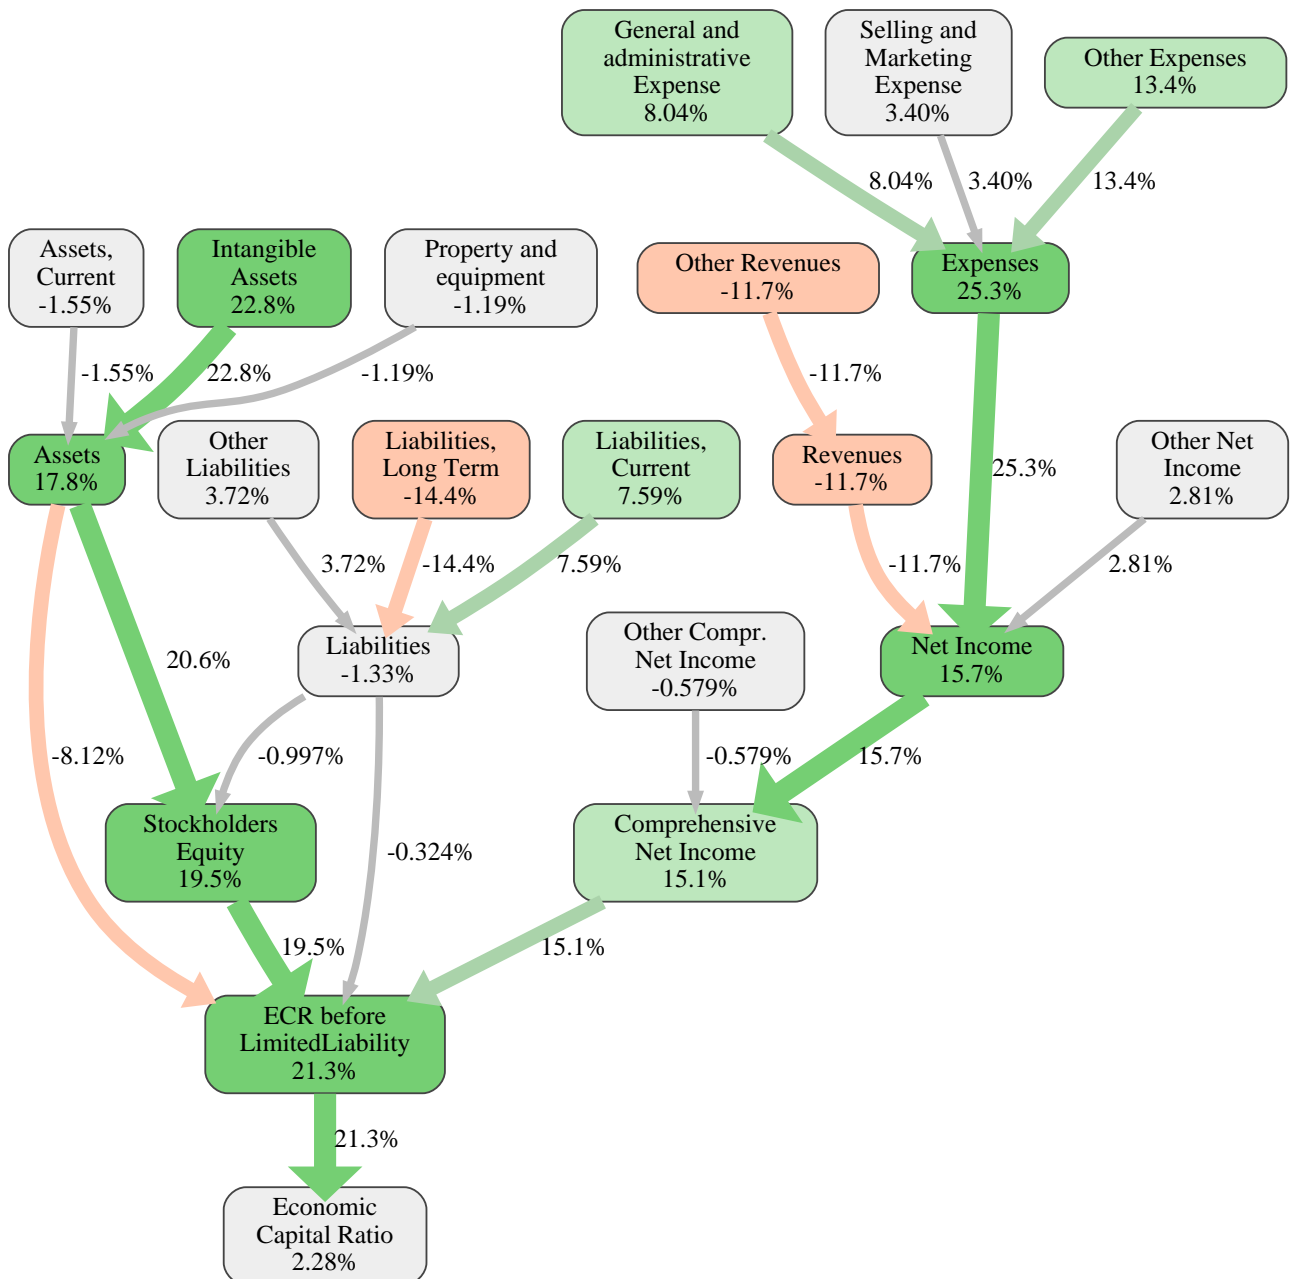 General and
administrative
Expense
8.04%
Selling and
Marketing
Expense
3.40%
Other Expenses
13.4%
8.04%
3.40%
13.4%
Assets,
Current
-1.55%
Intangible
Assets
22.8%
Property and
equipment
-1.19%
Other Revenues
-11.7%
Expenses
25.3%
-1.55%
22.8%
-1.19%
-11.7%
Assets
17.8%
Other
Liabilities
3.72%
Liabilities,
Long Term
-14.4%
Liabilities,
Current
7.59%
Revenues
-11.7%
25.3%
Other Net
Income
2.81%
3.72%
-14.4%
7.59%
-11.7%
2.81%
20.6%
Liabilities
-1.33%
Other Compr.
Net Income
-0.579%
Net Income
15.7%
-8.12%
-0.997%
-0.579%
15.7%
Stockholders
Equity
19.5%
-0.324%
Comprehensive
Net Income
15.1%
19.5%
15.1%
ECR before
LimitedLiability
21.3%
21.3%
Economic
Capital Ratio
2.28%